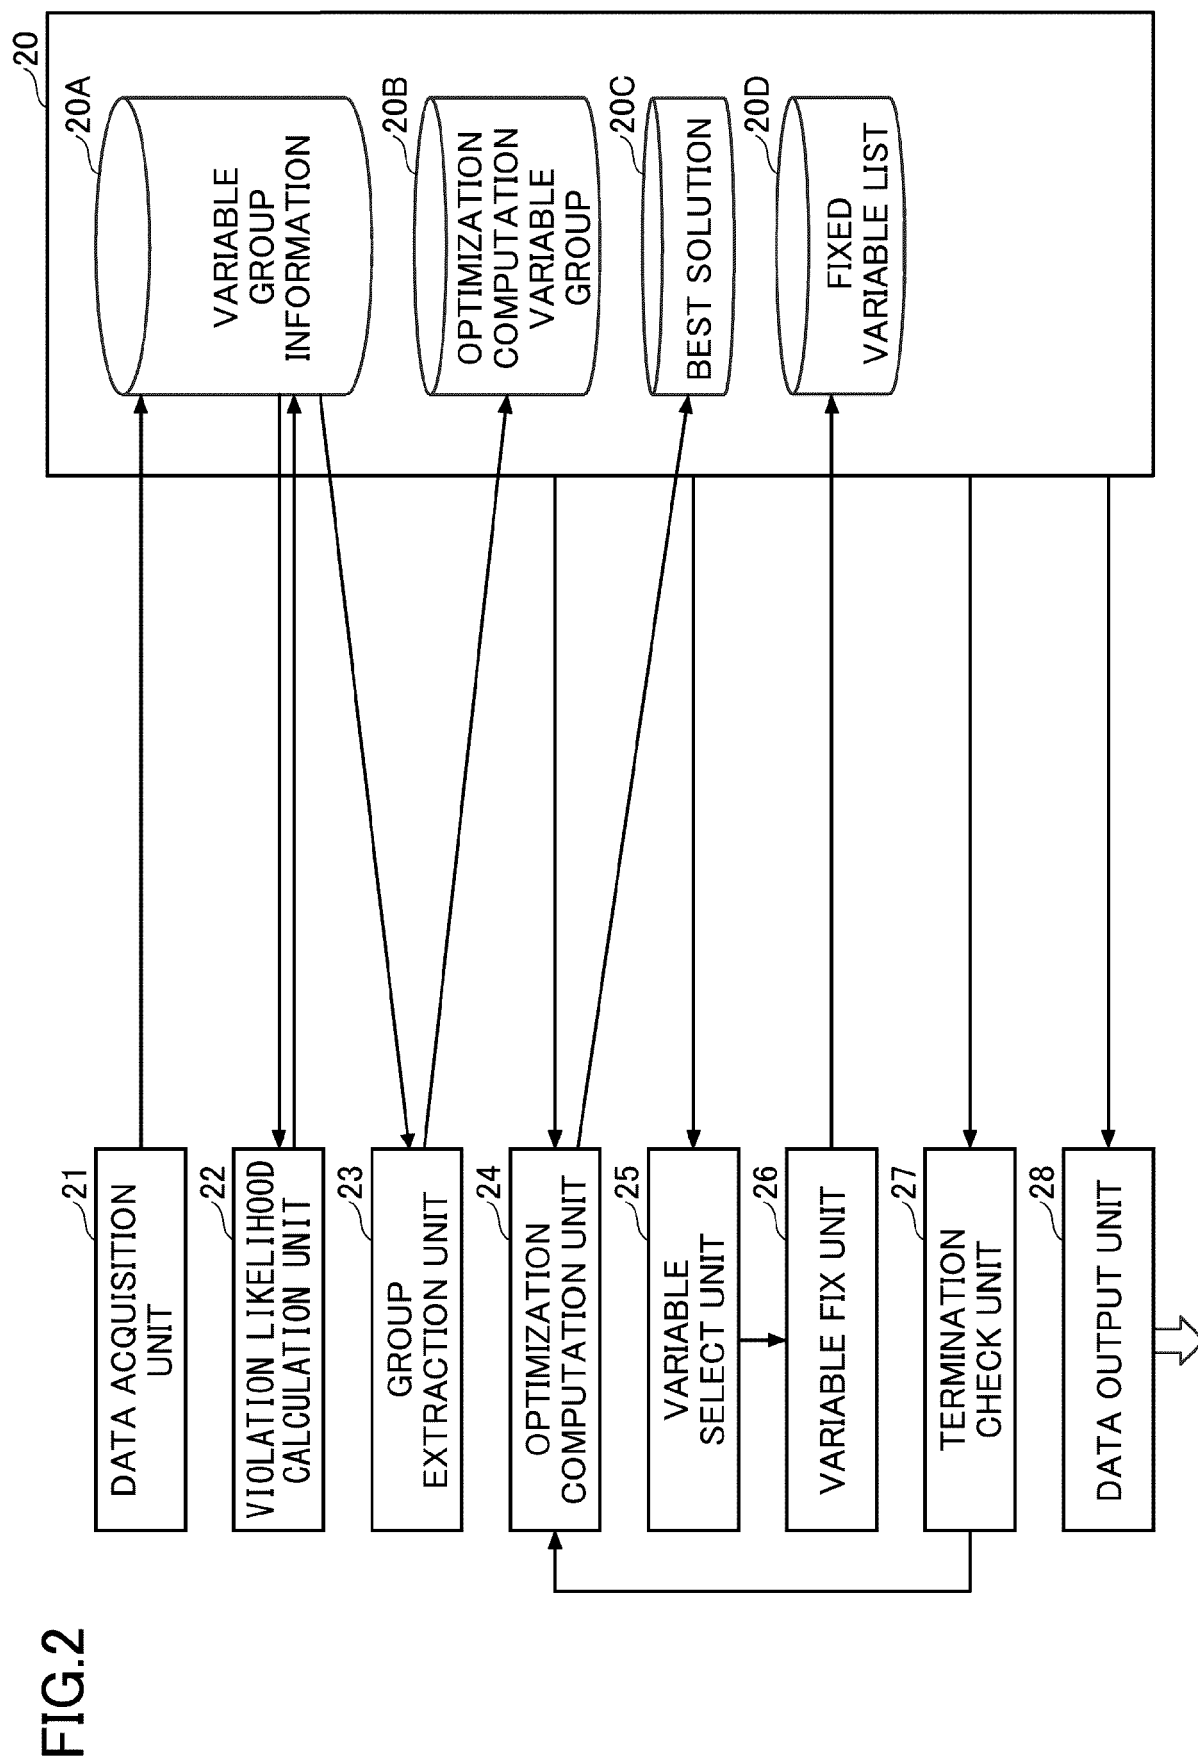 FIG.2
21
DATA ACQUISITION
UNIT
22
VIOLATION LIKELIHOOD
CALCULATION UNIT
23
GROUP
EXTRACTION UNIT
24
OPTIMIZATION
COMPUTATION UNIT
25
VARIABLE
SELECT UNIT
26
VARIABLE FIX UNIT
27
TERMINATION
CHECK UNIT
28
DATA OUTPUT UNIT
20
20A
VARIABLE
GROUP
INFORMATION
20B
OPTIMIZATION
COMPUTATION
VARIABLE
GROUP
20C
BEST SOLUTION
20D
FIXED
VARIABLE LIST